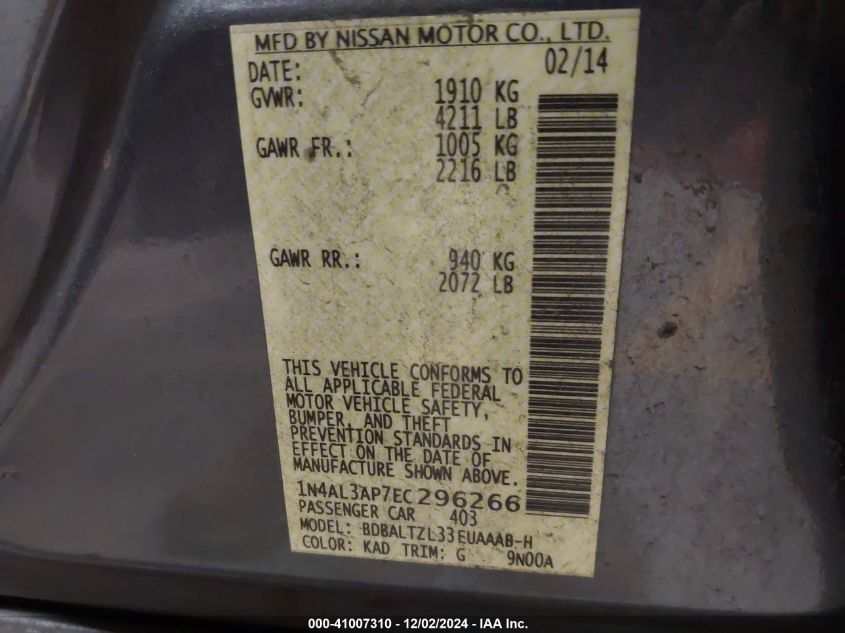 MFD BY NISSAN MOTOR CO., LTD.
DATE: 02/14
GVWR: 1910 KG
4211 LB
GAWR FR.: 1005 KG
2216 LB
GAWR RR.: 940 KG
2072 LB
THIS VEHICLE CONFORMS TO
ALL APPLICABLE FEDERAL
MOTOR VEHICLE SAFETY,
BUMPER, AND THEFT
PREVENTION STANDARDS IN
EFFECT ON THE DATE OF
MANUFACTURE SHOWN ABOVE.
1N4AL3AP7EC296266
PASSENGER CAR 403
MODEL: BDBALTZL33EUAAAB-H
COLOR: KAD TRIM: G 9N00A
000-41007310 - 12/02/2024 - IAA Inc.